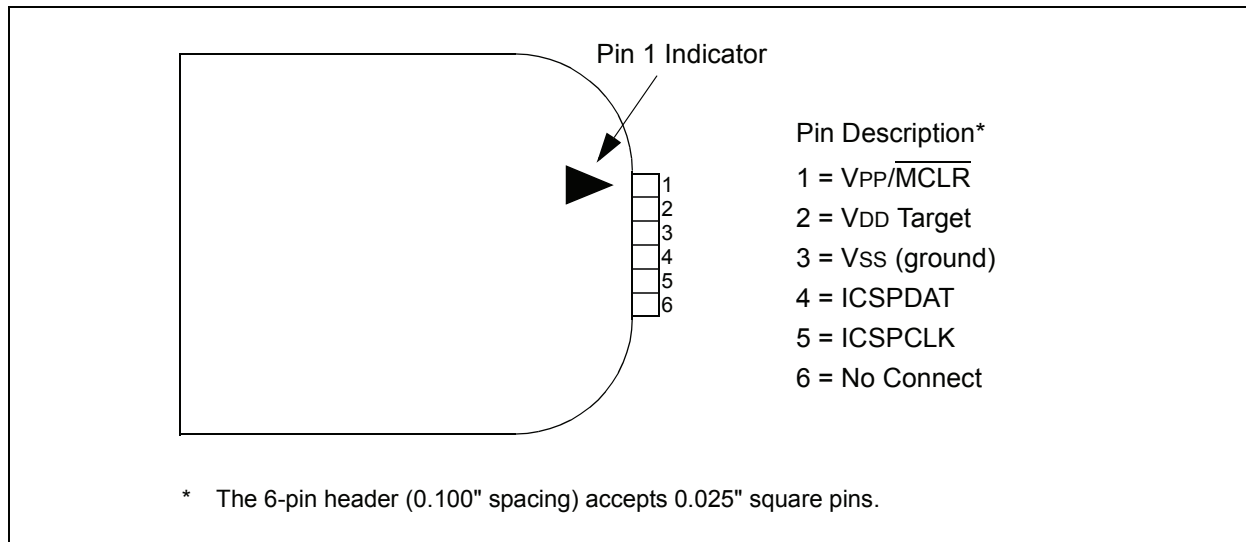 Pin 1 Indicator
1
2
3
4
5
6
Pin Description*
1 = VPP/M̅C̅L̅R̅
2 = VDD Target
3 = VSS (ground)
4 = ICSPDAT
5 = ICSPCLK
6 = No Connect
* The 6-pin header (0.100" spacing) accepts 0.025" square pins.